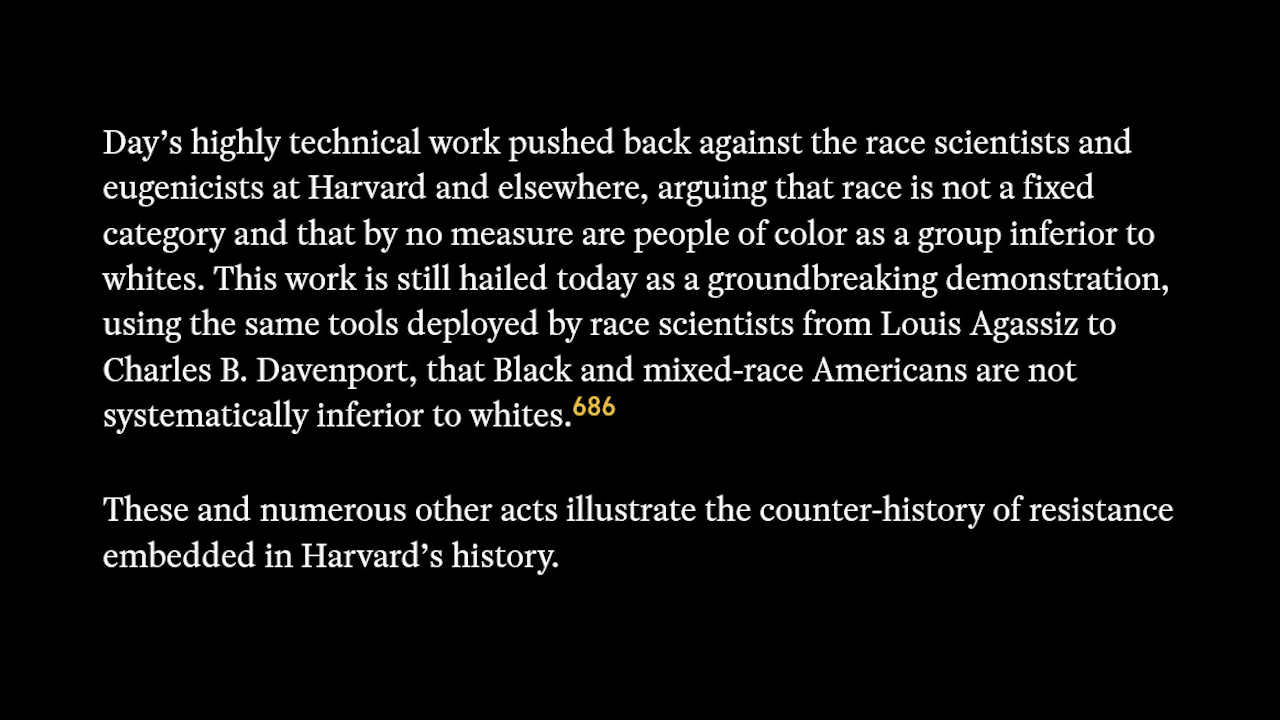 Day’s highly technical work pushed back against the race scientists and
eugenicists at Harvard and elsewhere, arguing that race is not a fixed
category and that by no measure are people of color as a group inferior to
whites. This work is still hailed today as a groundbreaking demonstration,
using the same tools deployed by race scientists from Louis Agassiz to
Charles B. Davenport, that Black and mixed-race Americans are not
systematically inferior to whites.686
These and numerous other acts illustrate the counter-history of resistance
embedded in Harvard’s history.